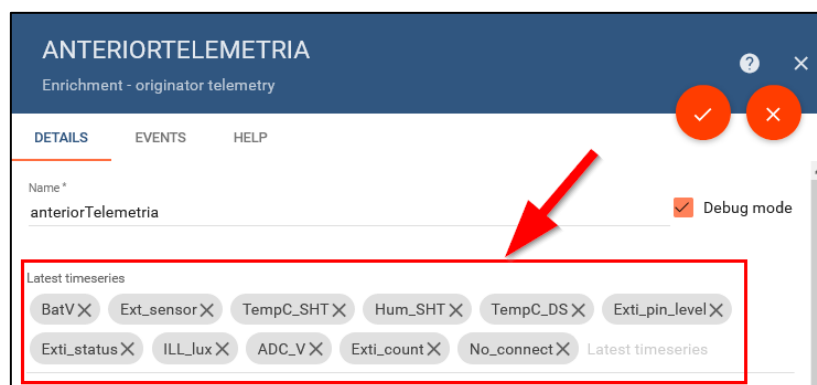 ANTERIORTELEMETRIA
Enrichment - originator telemetry
DETAILS EVENTS HELP
Name *
anteriorTelemetria
Debug mode
Latest timeseries
BatV Ext_sensor TempC_SHT Hum_SHT TempC_DS Exti_pin_level
Exti_status ILL_lux ADC_V Exti_count No_connect Latest timeseries